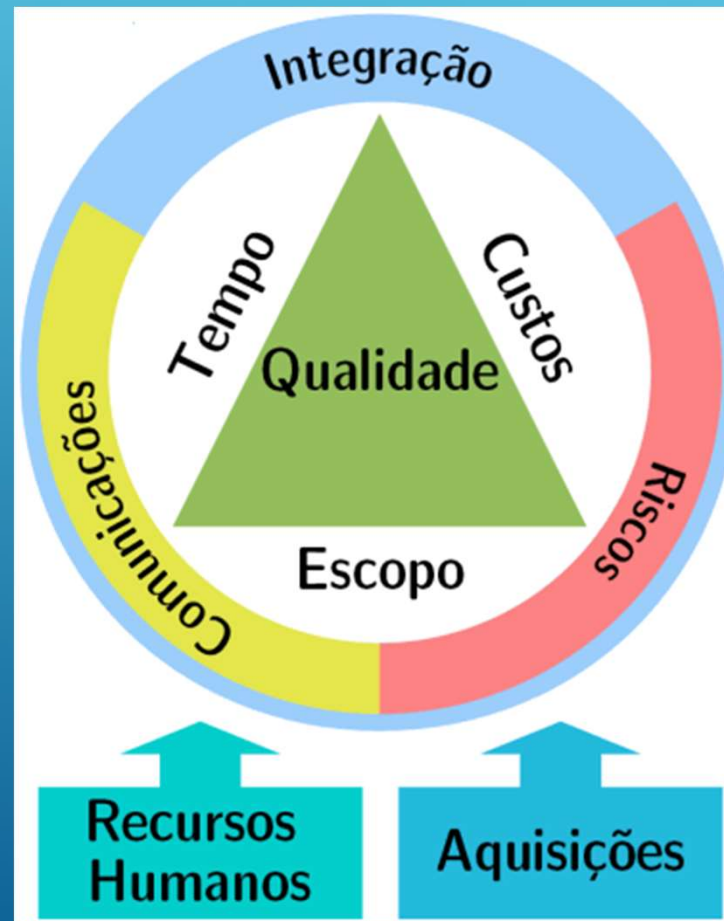 Integração
Tempo
Custos
Qualidade
Comunicações
Riscos
Escopo
Recursos
Humanos
Aquisições